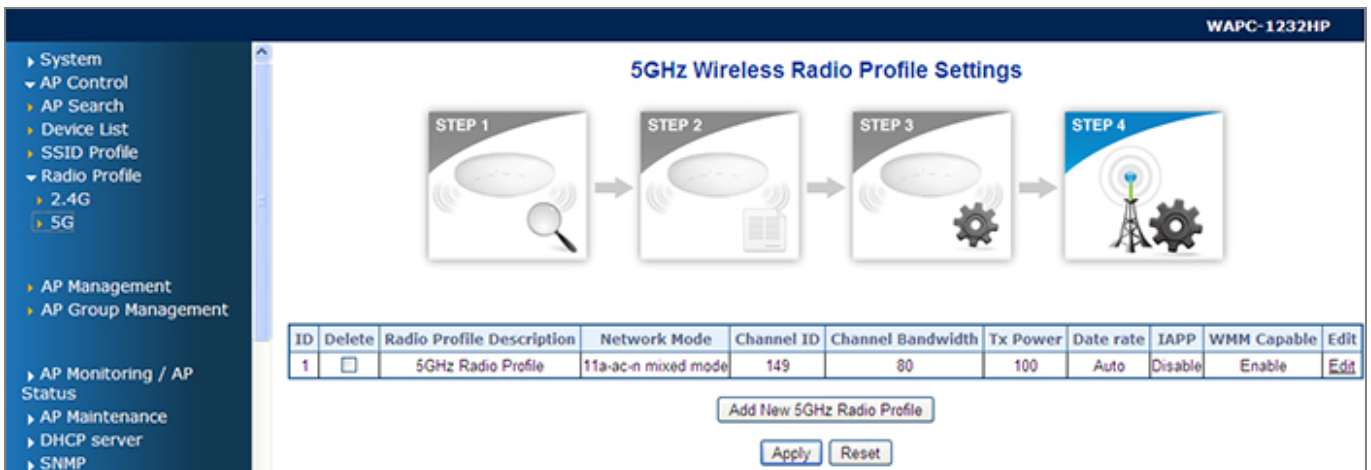 WAPC-1232HP
System
AP Control
AP Search
Device List
SSID Profile
Radio Profile
2.4G
5G
AP Management
AP Group Management
AP Monitoring / AP
Status
AP Maintenance
DHCP server
SNMP
5GHz Wireless Radio Profile Settings
STEP 1 STEP 2 STEP 3 STEP 4
ID Delete Radio Profile Description Network Mode Channel ID Channel Bandwidth Tx Power Date rate IAPP WMM Capable Edit
1 5GHz Radio Profile 11a-ac-n mixed mode 149 80 100 Auto Disable Enable Edit
Add New 5GHz Radio Profile
Apply Reset